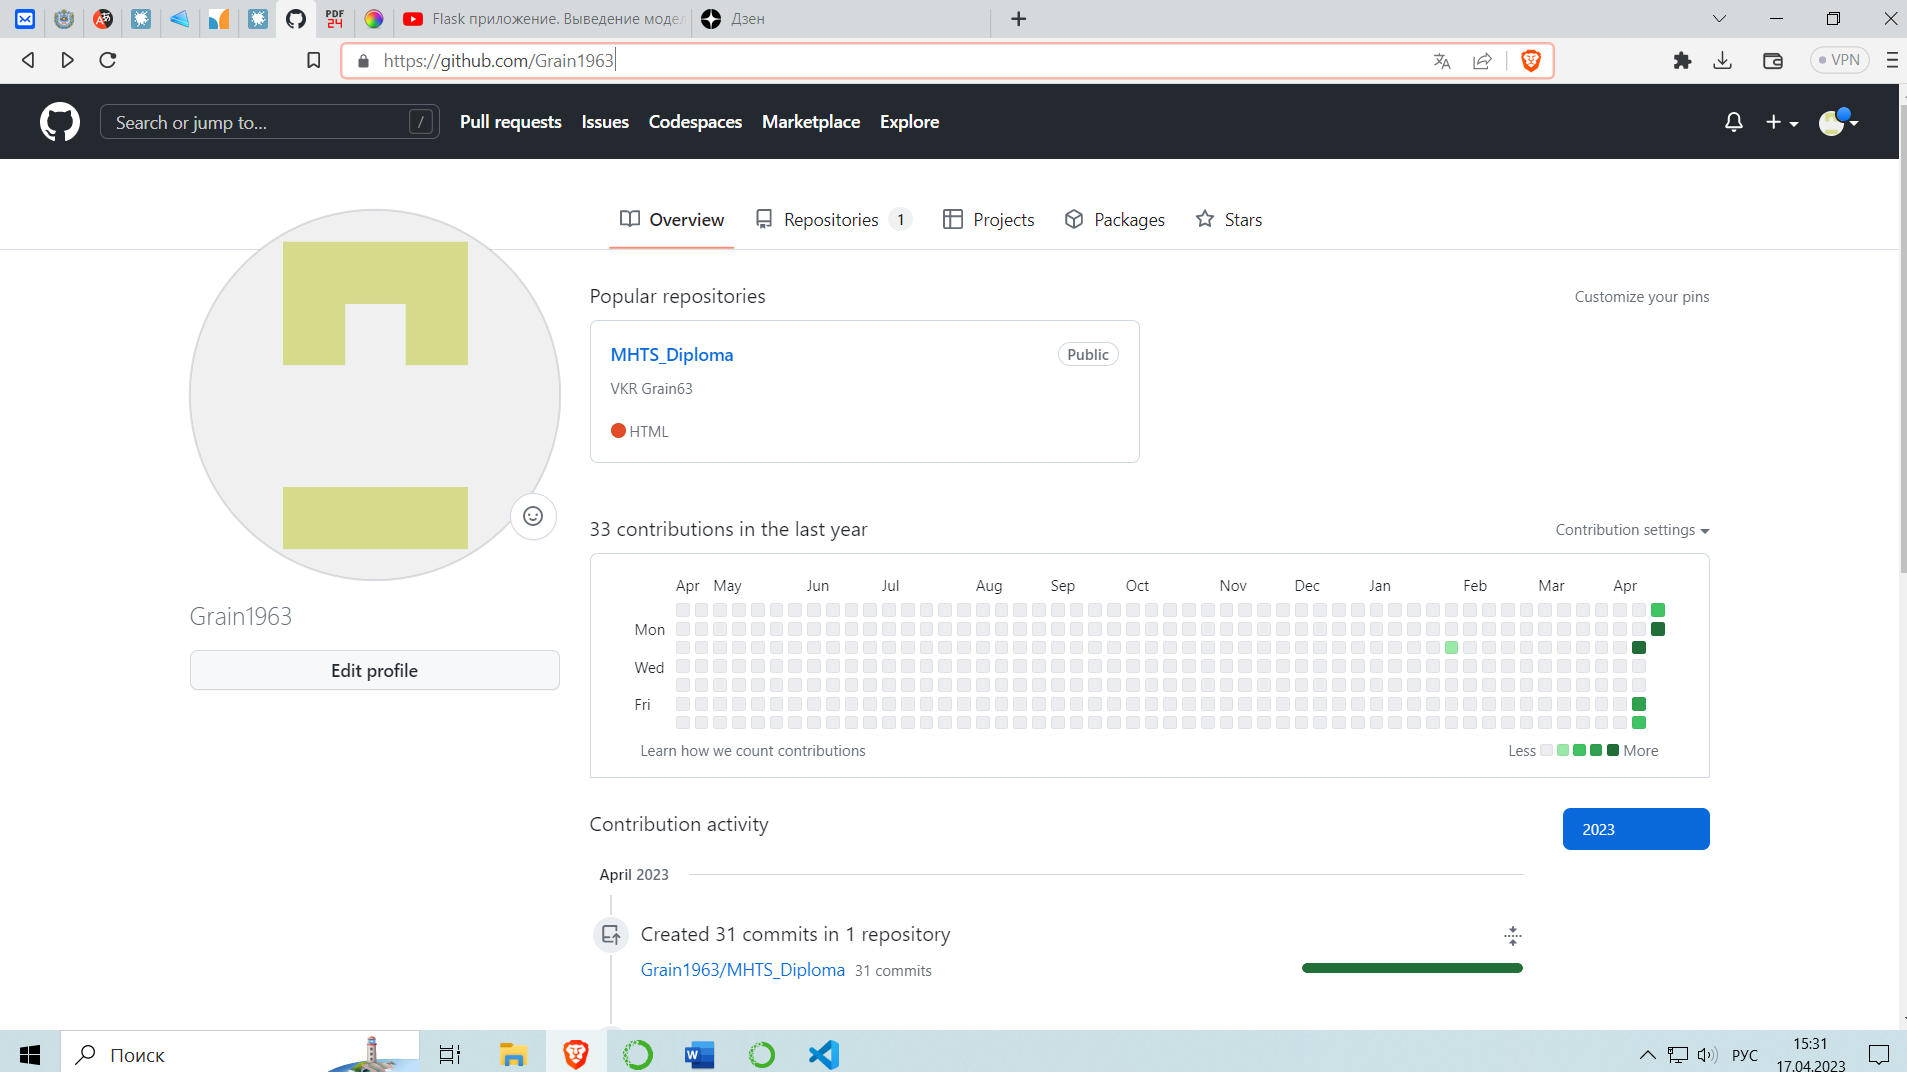 PDF 24
Flask приложение. Выведение модел
Дзен
https://github.com/Grain1963
VPN
Search or jump to...
/
Pull requests
Issues
Codespaces
Marketplace
Explore
Overview
Repositories 1
Projects
Packages
Stars
Popular repositories
Customize your pins
MHTS_Diploma
Public
VKR Grain63
HTML
Grain1963
Edit profile
33 contributions in the last year
Contribution settings
Apr May Jun Jul Aug Sep Oct Nov Dec Jan Feb Mar Apr
Mon
Wed
Fri
Learn how we count contributions
Less More
Contribution activity
2023
April 2023
Created 31 commits in 1 repository
Grain1963/MHTS_Diploma 31 commits
Поиск
РУС
15:31
17.04.2023